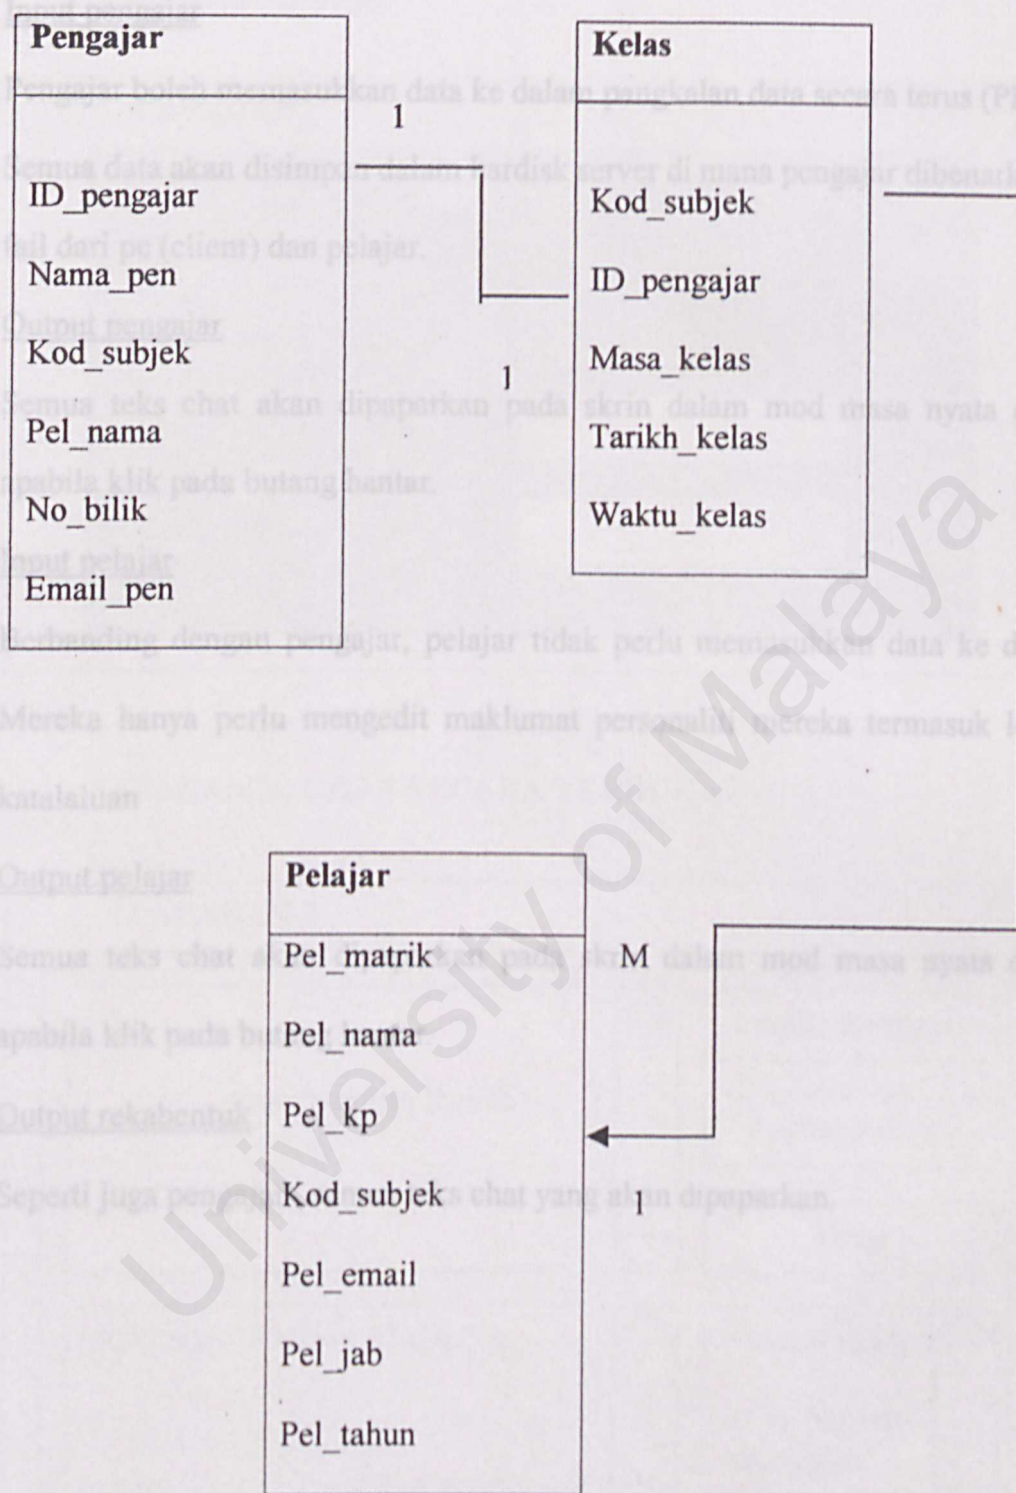 Pengajar
ID_pengajar
Nama_pen
Kod_subjek
Pel_nama
No_bilik
Email_pen
1
1
Kelas
Kod_subjek
ID_pengajar
Masa_kelas
Tarikh_kelas
Waktu_kelas
Pelajar
Pel_matrik
Pel_nama
Pel_kp
Kod_subjek
Pel_email
Pel_jab
Pel_tahun
M
1
University of Malaya
Input pengajar
Pengajar boleh memasukkan data ke dalam pangkalan data secara terus
Semua data akan disimpan dalam hardisk server di mana pengajar
fail dari pc (client) dan pelajar.
Output pengajar
Semua teks chat akan dipaparkan pada skrin dalam mod masa nyata
apabila klik pada butang hantar.
Input pelajar
Berbanding dengan pengajar, pelajar tidak perlu memasukkan data ke
Mereka hanya perlu mengedit maklumat personaliti mereka termasuk
katalaluan
Output pelajar
Semua teks chat akan dipaparkan pada skrin dalam mod masa nyata
apabila klik pada butang hantar.
Output rekabentuk
Seperti juga pengajar, teks chat yang akan dipaparkan.